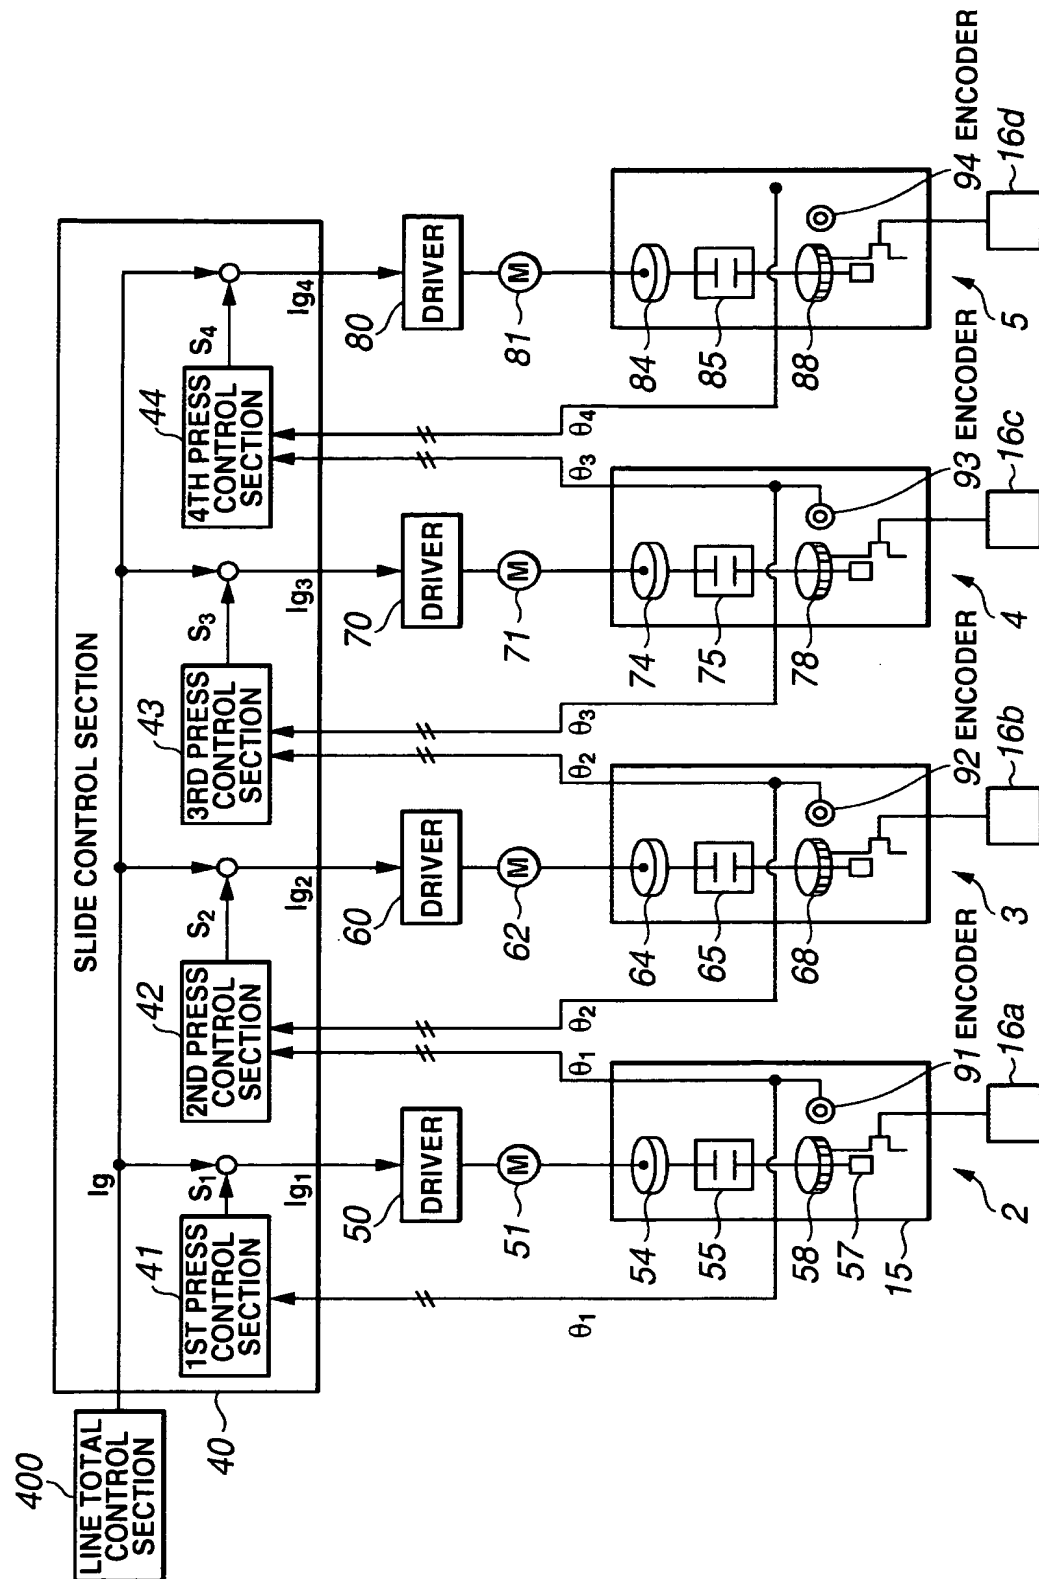 400
LINE TOTAL
CONTROL
SECTION
SLIDE CONTROL SECTION
40
Ig
41
1ST PRESS
CONTROL
SECTION
S1
Ig1
42
2ND PRESS
CONTROL
SECTION
S2
Ig2
43
3RD PRESS
CONTROL
SECTION
S3
Ig3
44
4TH PRESS
CONTROL
SECTION
S4
Ig4
50
DRIVER
60
DRIVER
70
DRIVER
80
DRIVER
51
M
62
M
71
M
81
M
θ1
θ1
θ2
θ2
θ3
θ3
θ4
54
55
58
57
15
64
65
68
74
75
78
84
85
88
2
91 ENCODER
16a
3
92 ENCODER
16b
4
93 ENCODER
16c
5
94 ENCODER
16d